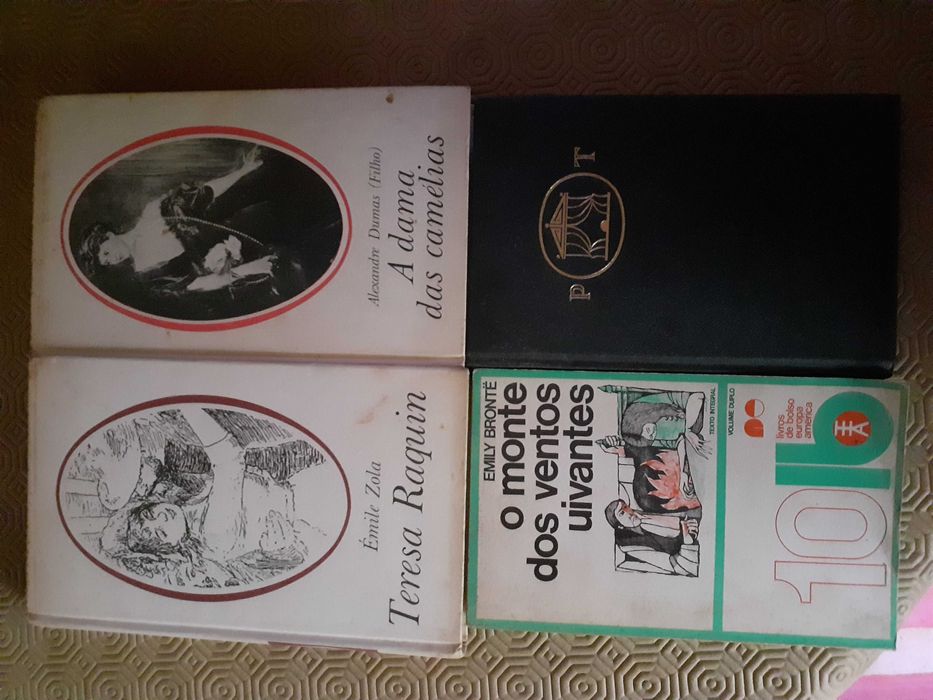 Alexandre Dumas (Filho)
A dama
das camélias
P T
Émile Zola
Teresa Raquin
EMILY BRONTË
o monte
dos ventos
uivantes
TEXTO INTEGRAL
VOLUME DUPLO
livros
de bolso
europa
américa
10